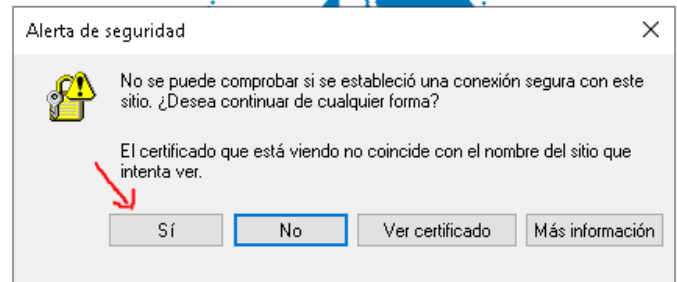 Alerta de seguridad
No se puede comprobar si se estableció una conexión segura con este
sitio. ¿Desea continuar de cualquier forma?
El certificado que está viendo no coincide con el nombre del sitio que
intenta ver.
Sí No Ver certificado Más información